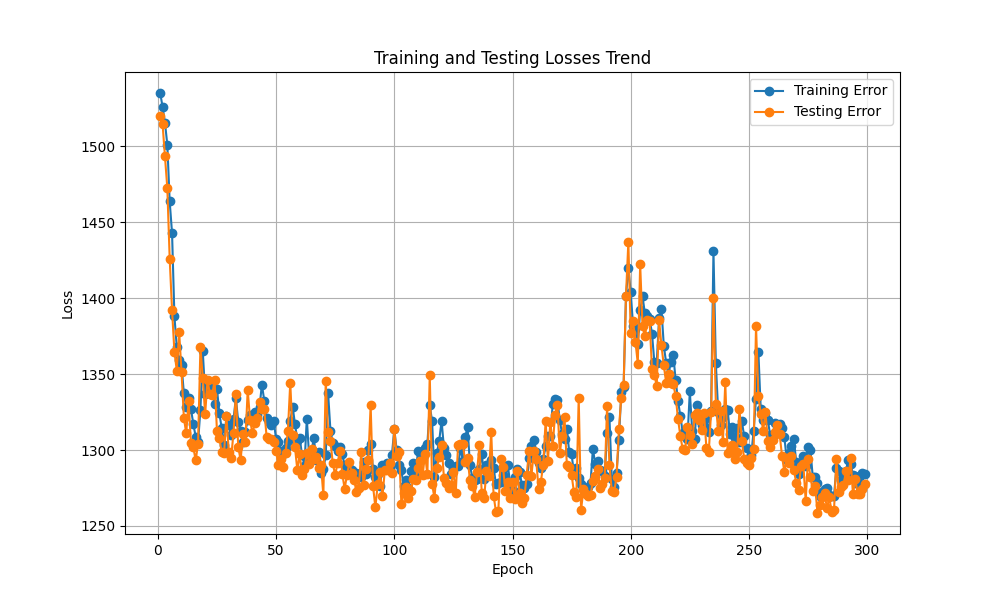 Training and Testing Losses Trend
Training Error
Testing Error
1500
1450
1400
1350
1300
1250
Loss
0
50
100
150
200
250
300
Epoch